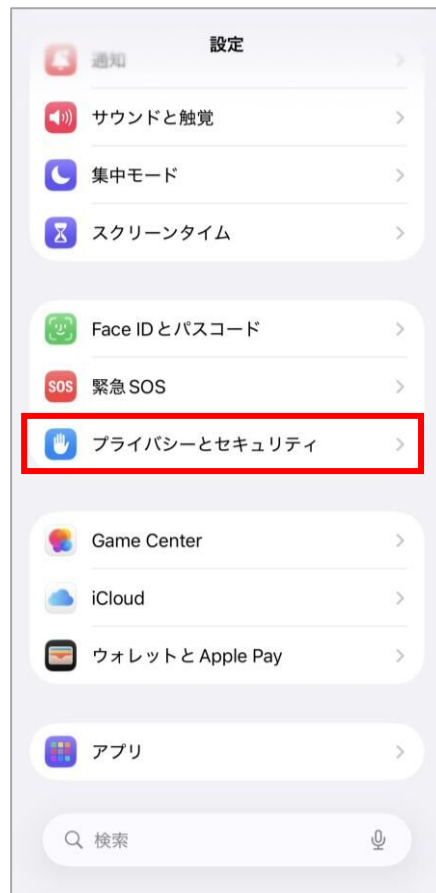 設定
通知
サウンドと触覚
集中モード
スクリーンタイム
Face IDとパスコード
SOS 緊急SOS
プライバシーとセキュリティ
Game Center
iCloud
ウォレットとApple Pay
アプリ
検索